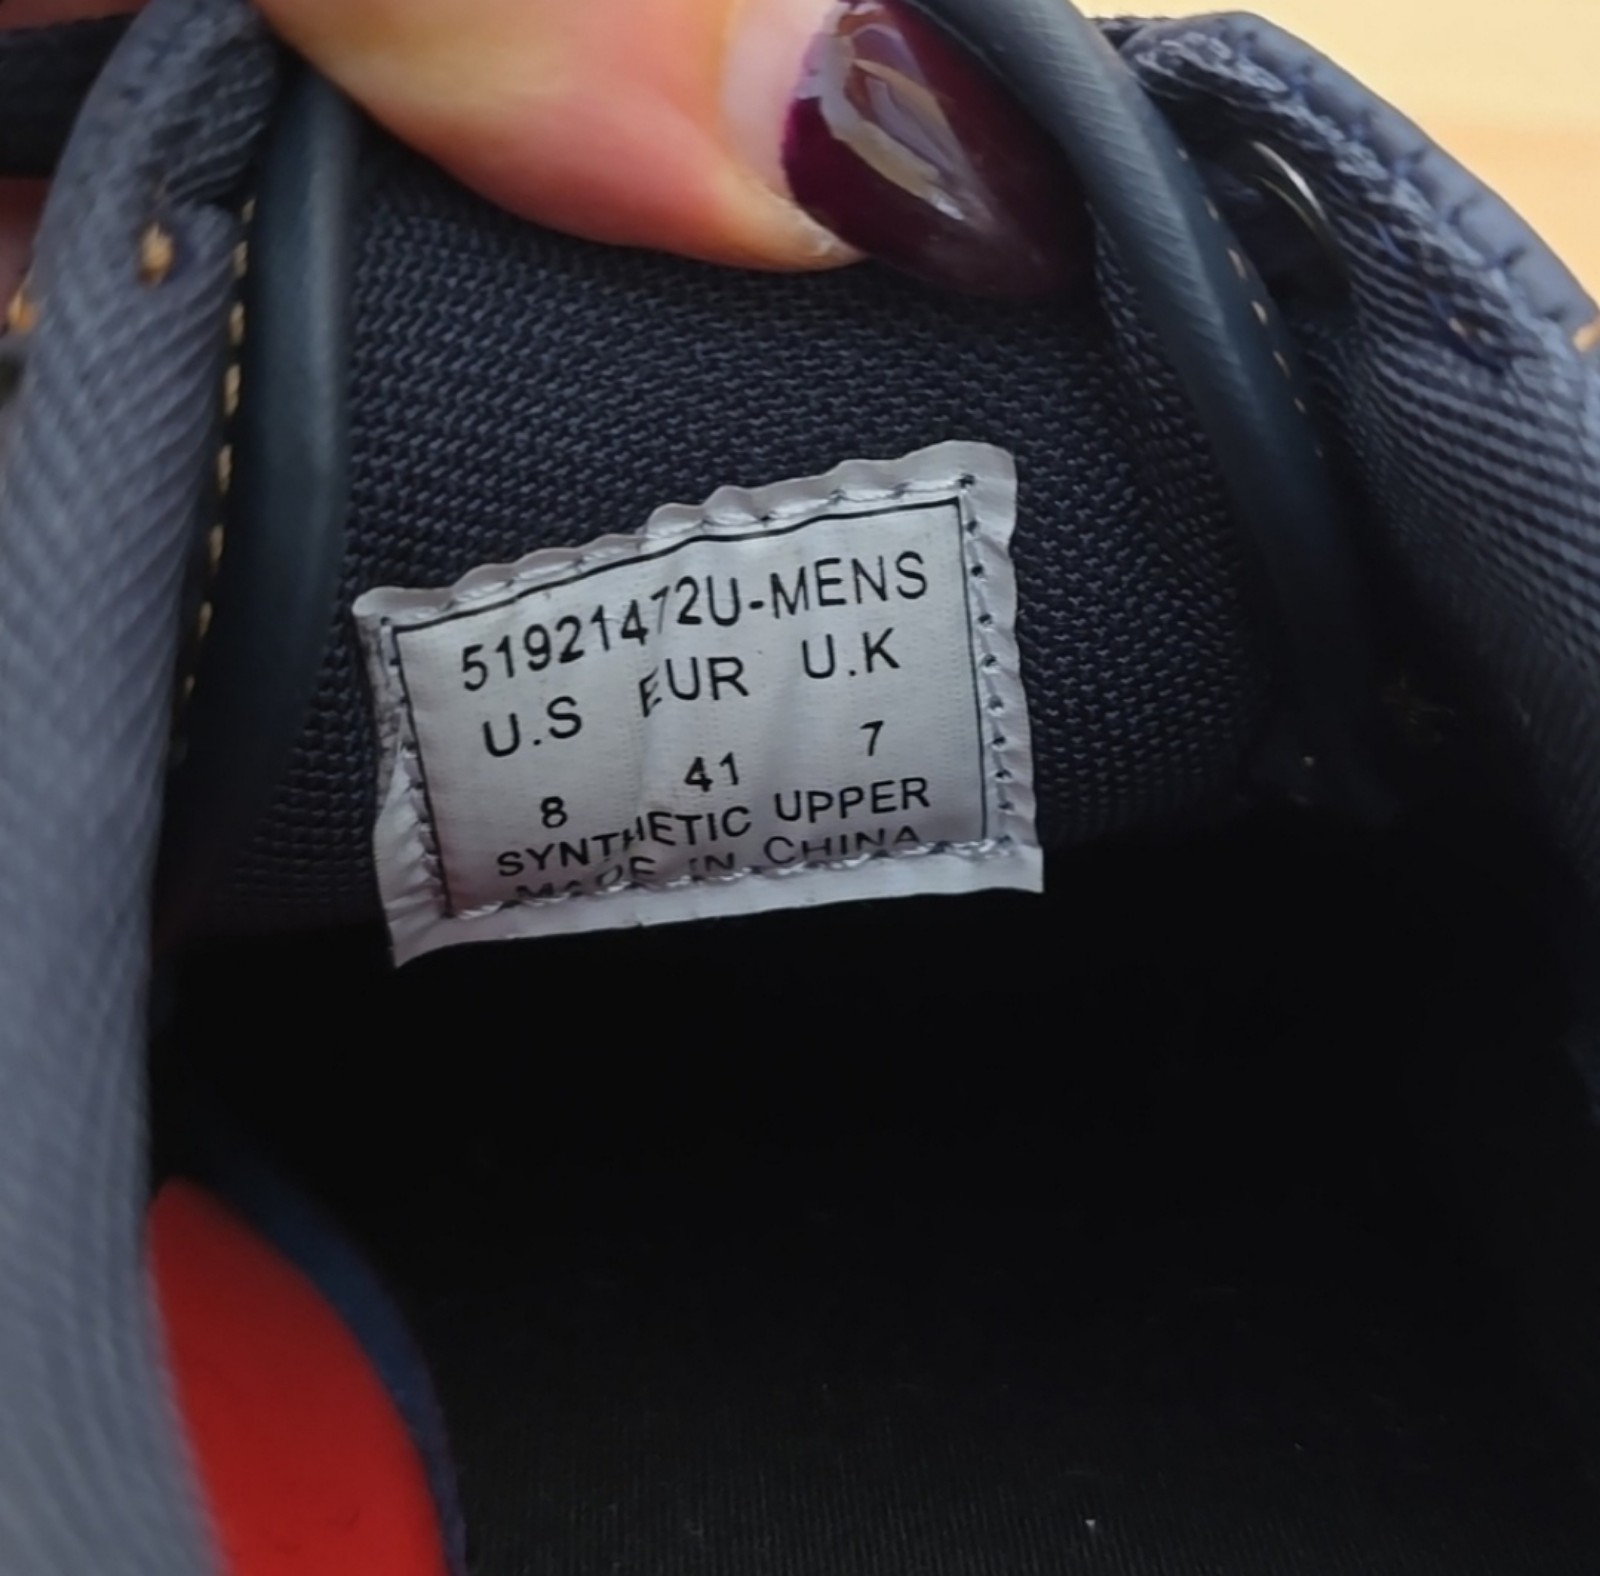 51921472U-MENS
U.S EUR U.K
8 41 7
SYNTHETIC UPPER
MADE IN CHINA